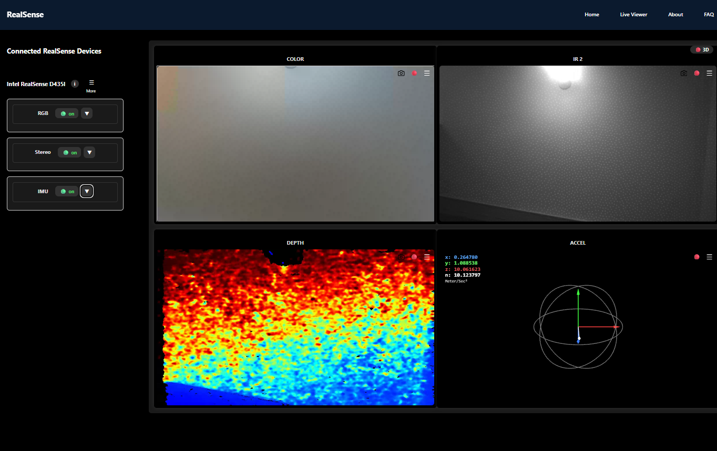 RealSense
Home
Live Viewer
About
FAQ
Connected RealSense Devices
Intel RealSense D435I
i
More
RGB
on
Stereo
on
IMU
on
3D
COLOR
IR 2
DEPTH
ACCEL
x: 0.264780
y: 1.088538
z: 10.061623
n: 10.123797
Meter/Sec²